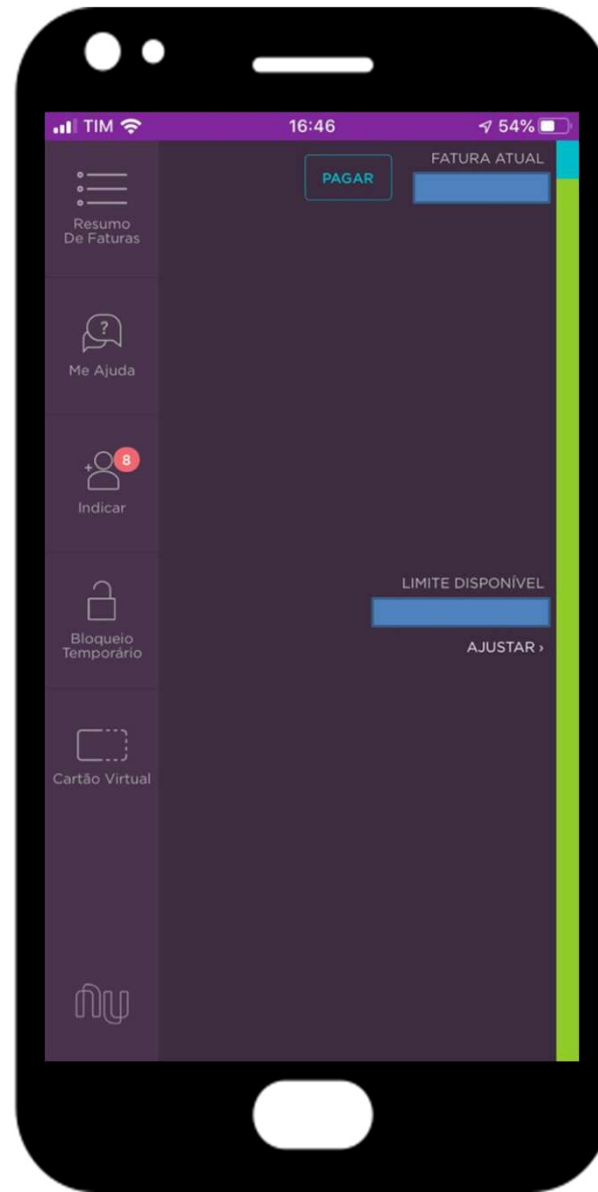 TIM 16:46 54%
FATURA ATUAL
PAGAR
Resumo
De Faturas
?
Me Ajuda
8
Indicar
LIMITE DISPONÍVEL
AJUSTAR ›
Bloqueio
Temporário
Cartão Virtual
nu